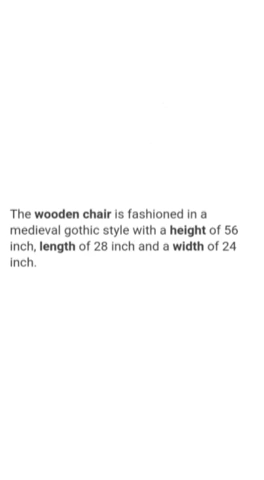 The wooden chair is fashioned in a
medieval gothic style with a height of 56
inch, length of 28 inch and a width of 24
inch.